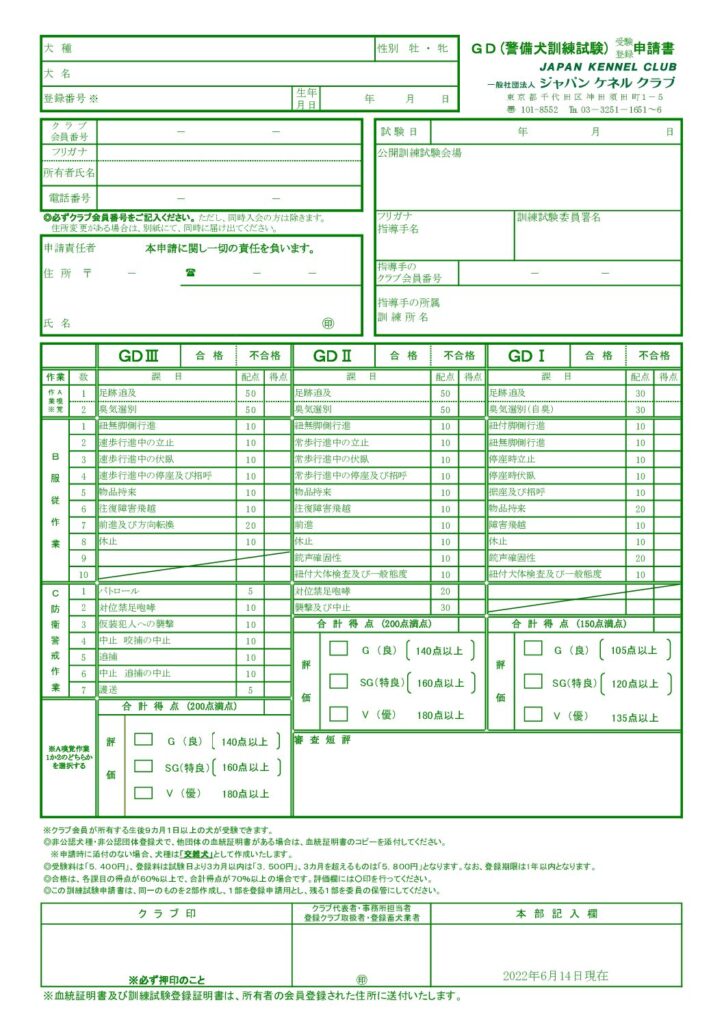 犬種 性別 牡・牝
犬名
登録番号※ 生年月日 年 月 日
GD(警備犬訓練試験)受験登録申請書
JAPAN KENNEL CLUB
一般社団法人 ジャパン ケネル クラブ
東京都千代田区神田須田町1-5
〠 101-8552 ℡ 03-3251-1651~6
クラブ会員番号 - -
フリガナ
所有者氏名
電話番号 - -
◎必ずクラブ会員番号をご記入ください。ただし、同時入会の方は除きます。
住所変更がある場合は、別紙にて、同時に届け出てください。
申請責任者 本申請に関し一切の責任を負います。
住所 〒 - ☎ - -
氏名 ㊞
試験日 年 月 日
公開訓練試験会場
フリガナ
指導手名
訓練試験委員署名
指導手の
クラブ会員番号 - -
指導手の所属
訓練所名
GDⅢ 合格 不合格 GDⅡ 合格 不合格 GDⅠ 合格 不合格
作業 数 課目 配点 得点 課目 配点 得点 課目 配点 得点
A嗅覚作業※
1 足跡追及 50 足跡追及 50 足跡追及 30
2 臭気選別 50 臭気選別 50 臭気選別(自臭) 30
B服従作業
1 紐無脚側行進 10 紐無脚側行進 10 紐付脚側行進 10
2 速歩行進中の立止 10 常歩行進中の立止 10 紐無脚側行進 10
3 速歩行進中の伏臥 10 常歩行進中の伏臥 10 停座時立止 10
4 速歩行進中の停座及び招呼 10 常歩行進中の停座及び招呼 10 停座時伏臥 10
5 物品持来 10 物品持来 10 据座及び招呼 10
6 往復障害飛越 10 往復障害飛越 10 物品持来 20
7 前進及び方向転換 20 前進 10 障害飛越 10
8 休止 10 休止 10 休止 10
9 銃声確固性 10 銃声確固性 20
10 紐付犬体検査及び一般態度 10 紐付犬体検査及び一般態度 10
C防衛警戒作業
1 パトロール 5 対位禁足咆哮 20
2 対位禁足咆哮 10 襲撃及び中止 30
3 仮装犯人への襲撃 10
4 中止 咬捕の中止 10
5 追捕 10
6 中止 追捕の中止 10
7 護送 5
合計得点(200点満点)
評価
G(良) 140点以上
SG(特良) 160点以上
V(優) 180点以上
合計得点(200点満点)
評価
G(良) 140点以上
SG(特良) 160点以上
V(優) 180点以上
合計得点(150点満点)
評価
G(良) 105点以上
SG(特良) 120点以上
V(優) 135点以上
※A嗅覚作業
1か2のどちらか
を選択する
審査短評
※クラブ会員が所有する生後9カ月1日以上の犬が受験できます。
◎非公認犬種・非公認団体登録犬で、他団体の血統証明書がある場合は、血統証明書のコピーを添付してください。
※申請時に添付のない場合、犬種は「交雑犬」として作成いたします。
◎受験料は「5,400円」、登録料は試験日より3カ月以内は「3,500円」、3カ月を超えるものは「5,800円」となります。なお、登録期限は1年以内となります。
◎合格は、各課目の得点が60%以上で、合計得点が70%以上の場合です。評価欄には○印を行ってください。
◎この訓練試験申請書は、同一のものを2部作成し、1部を登録申請用とし、残る1部を委員の保管にしてください。
クラブ印
クラブ代表者・事務所担当者
登録クラブ取扱者・登録畜犬業者
本部記入欄
※必ず押印のこと ㊞ 2022年6月14日現在
※血統証明書及び訓練試験登録証明書は、所有者の会員登録された住所に送付いたします。